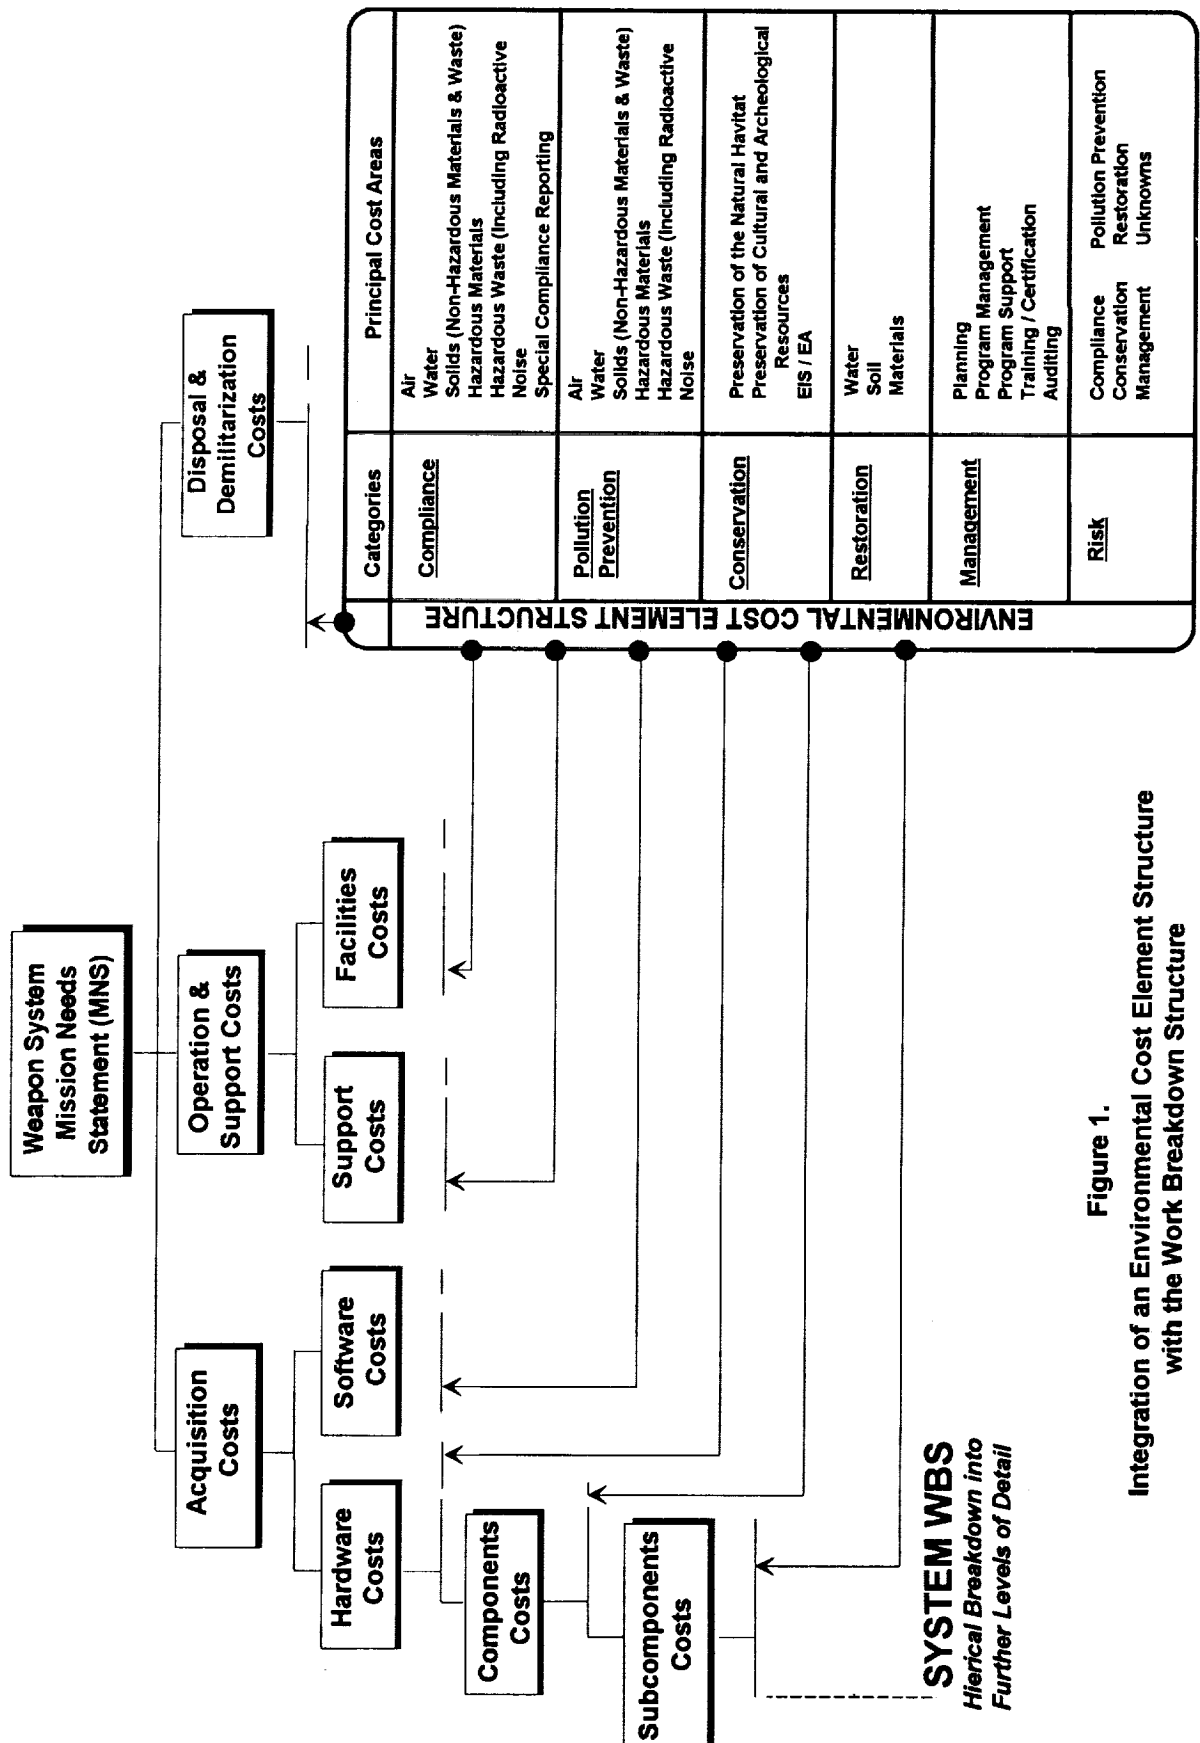 Weapon System
Mission Needs
Statement (MNS)
Acquisition
Costs
Operation &
Support Costs
Disposal &
Demilitarization
Costs
Hardware
Costs
Software
Costs
Support
Costs
Facilities
Costs
Components
Costs
Subcomponents
Costs
SYSTEM WBS
Hierical Breakdown into
Further Levels of Detail
ENVIRONMENTAL COST ELEMENT STRUCTURE
Categories
Principal Cost Areas
Compliance
Air
Water
Solids (Non-Hazardous Materials & Waste)
Hazardous Materials
Hazardous Waste (Including Radioactive
Noise
Special Compliance Reporting
Pollution
Prevention
Air
Water
Solids (Non-Hazardous Materials & Waste)
Hazardous Materials
Hazardous Waste (Including Radioactive
Noise
Conservation
Preservation of the Natural Havitat
Preservation of Cultural and Archeological
Resources
EIS / EA
Restoration
Water
Soil
Materials
Management
Planning
Program Management
Program Support
Training / Certification
Auditing
Risk
Compliance Pollution Prevention
Conservation Restoration
Management Unknowns
Figure 1.
Integration of an Environmental Cost Element Structure
with the Work Breakdown Structure